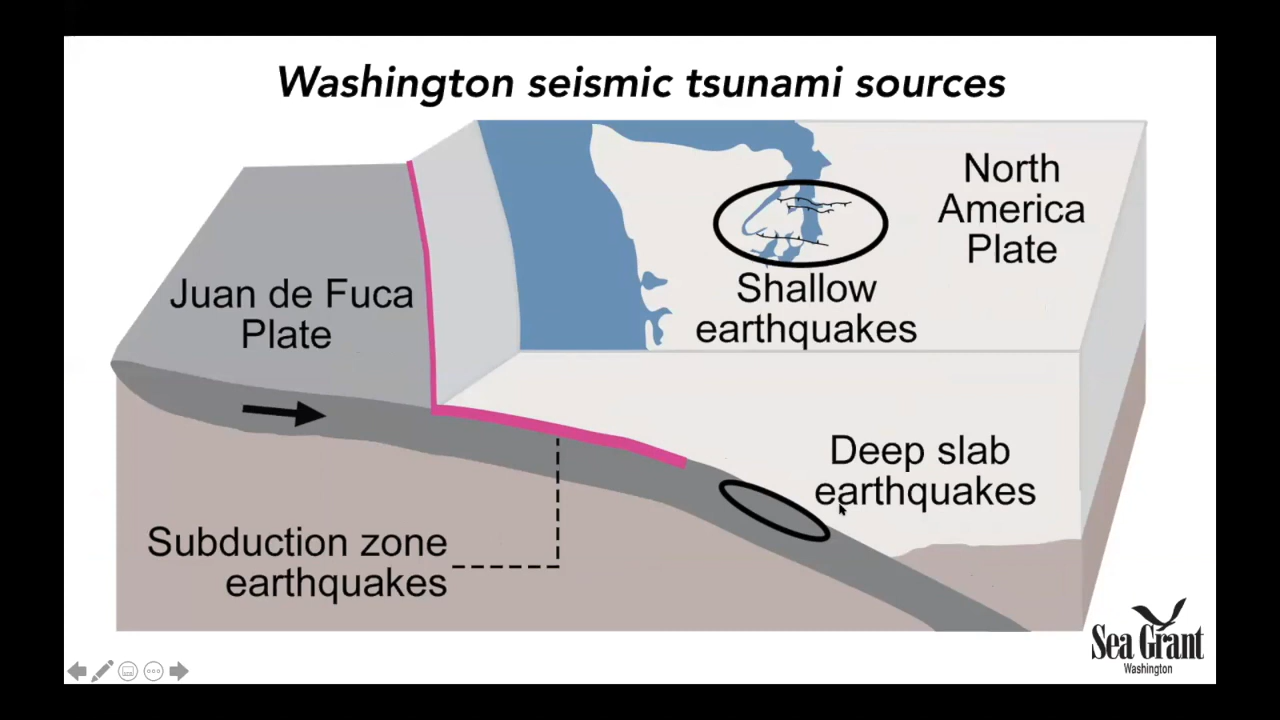 Washington seismic tsunami sources
North
America
Plate
Juan de Fuca
Plate
Shallow
earthquakes
Deep slab
earthquakes
Subduction zone
earthquakes
Sea Grant
Washington